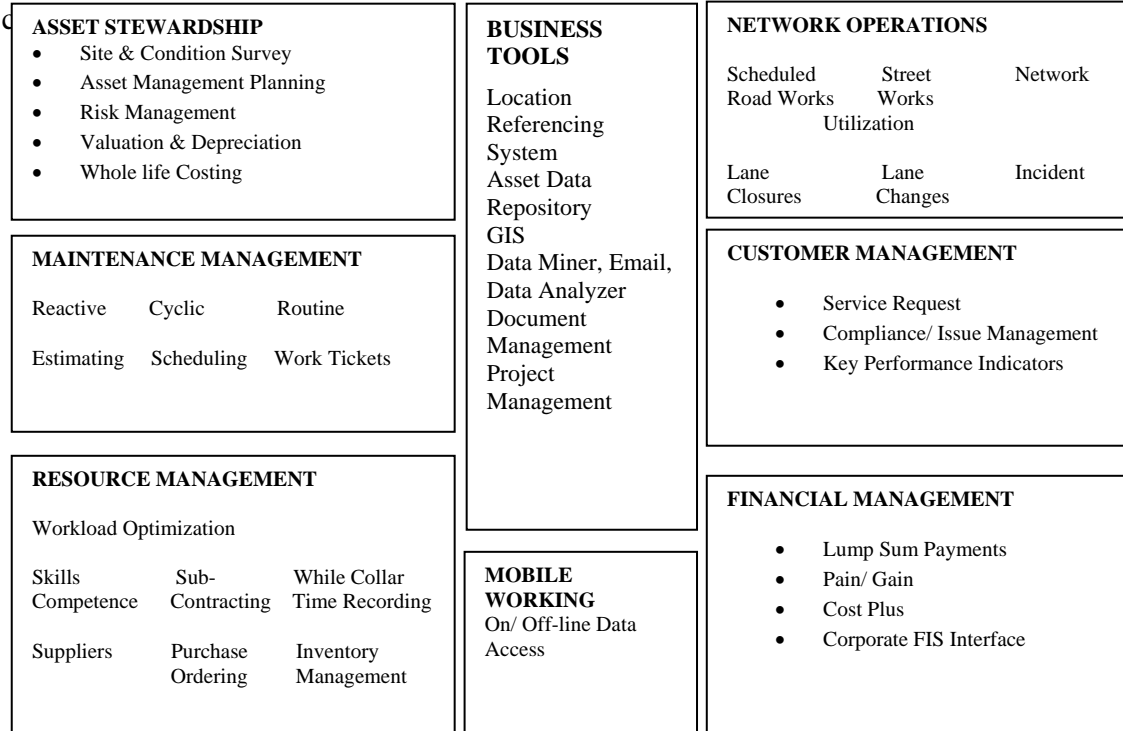 ASSET STEWARDSHIP
• Site & Condition Survey
• Asset Management Planning
• Risk Management
• Valuation & Depreciation
• Whole life Costing
MAINTENANCE MANAGEMENT
Reactive Cyclic Routine
Estimating Scheduling Work Tickets
RESOURCE MANAGEMENT
Workload Optimization
Skills Sub- While Collar
Competence Contracting Time Recording
Suppliers Purchase Inventory
Ordering Management
BUSINESS
TOOLS
Location
Referencing
System
Asset Data
Repository
GIS
Data Miner, Email,
Data Analyzer
Document
Management
Project
Management
MOBILE
WORKING
On/ Off-line Data
Access
NETWORK OPERATIONS
Scheduled Street Network
Road Works Works
Utilization
Lane Lane Incident
Closures Changes
CUSTOMER MANAGEMENT
• Service Request
• Compliance/ Issue Management
• Key Performance Indicators
FINANCIAL MANAGEMENT
• Lump Sum Payments
• Pain/ Gain
• Cost Plus
• Corporate FIS Interface